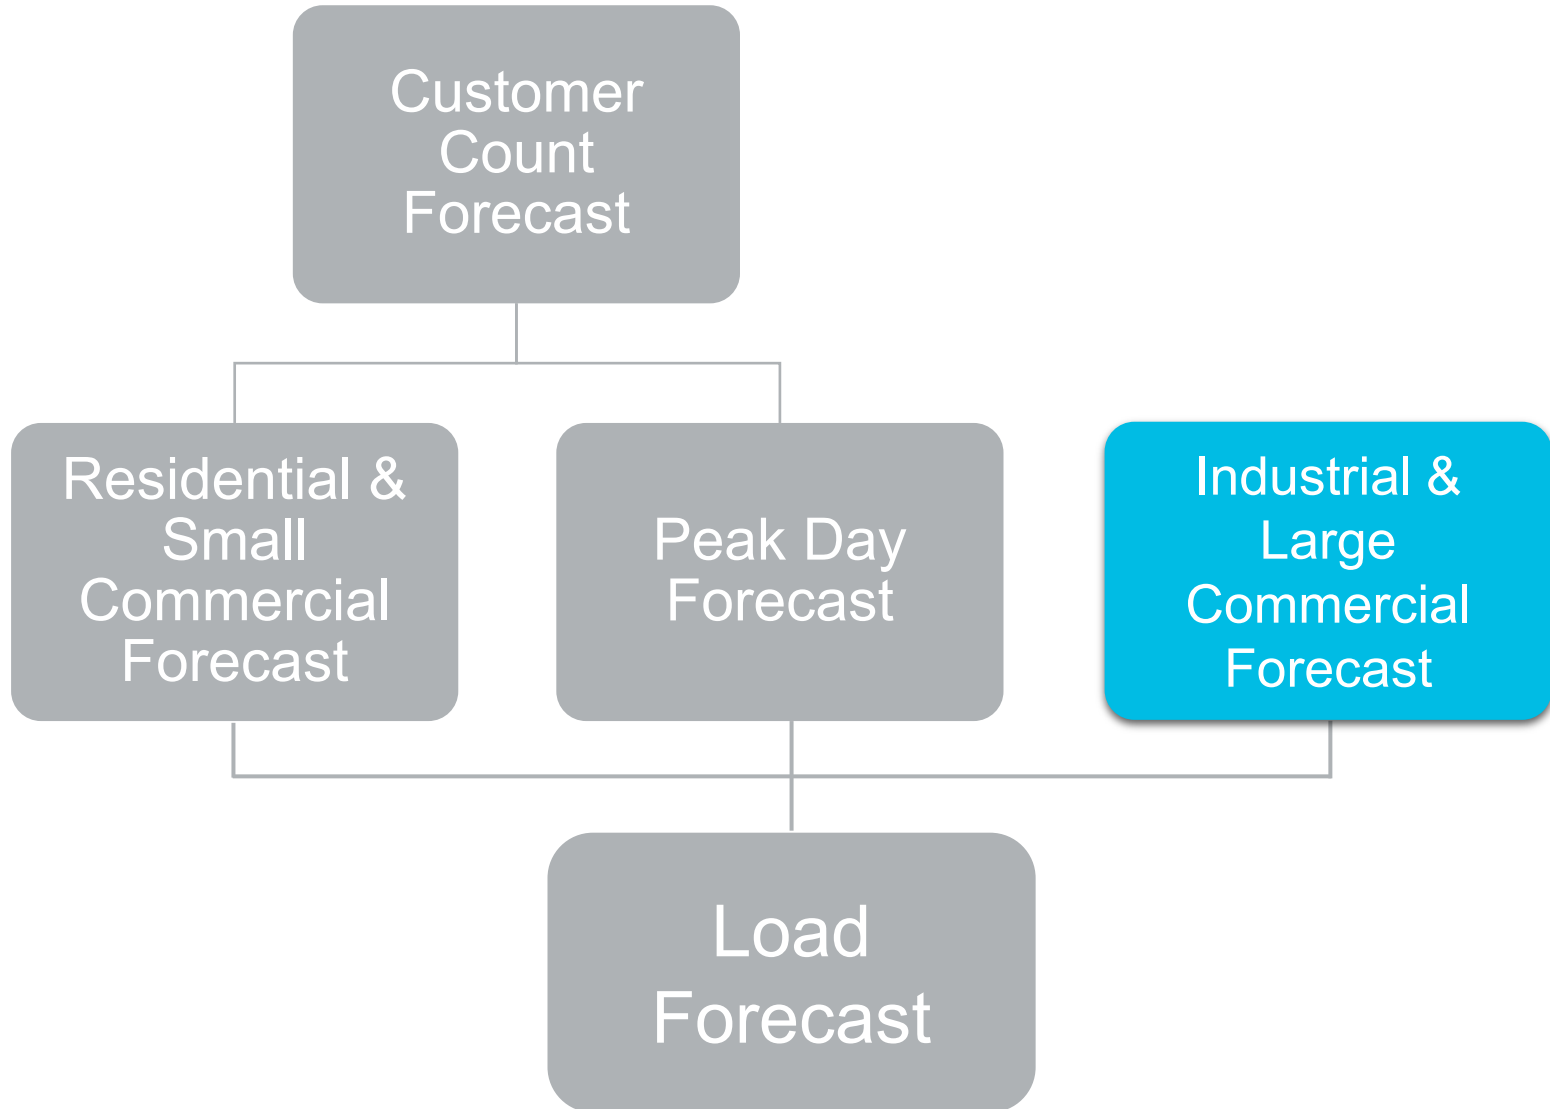 Customer
Count
Forecast
Residential &
Small
Commercial
Forecast
Peak Day
Forecast
Industrial &
Large
Commercial
Forecast
Load
Forecast